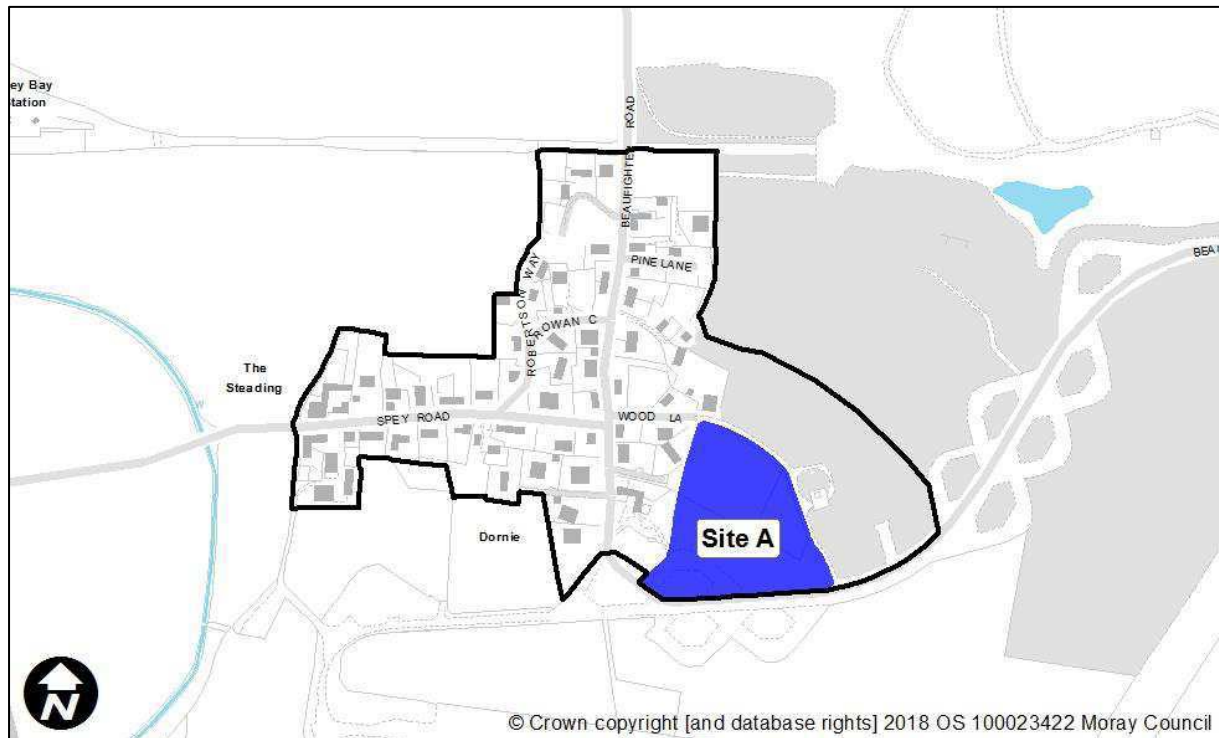 ey Bay
tation
BEAUFIGHTE ROAD
PINE LANE
ROBERTSON WAY
ROWAN C
BEA
The
Steading
SPEY ROAD
WOOD LA
Dornie
Site A
N
© Crown copyright [and database rights] 2018 OS 100023422 Moray Council